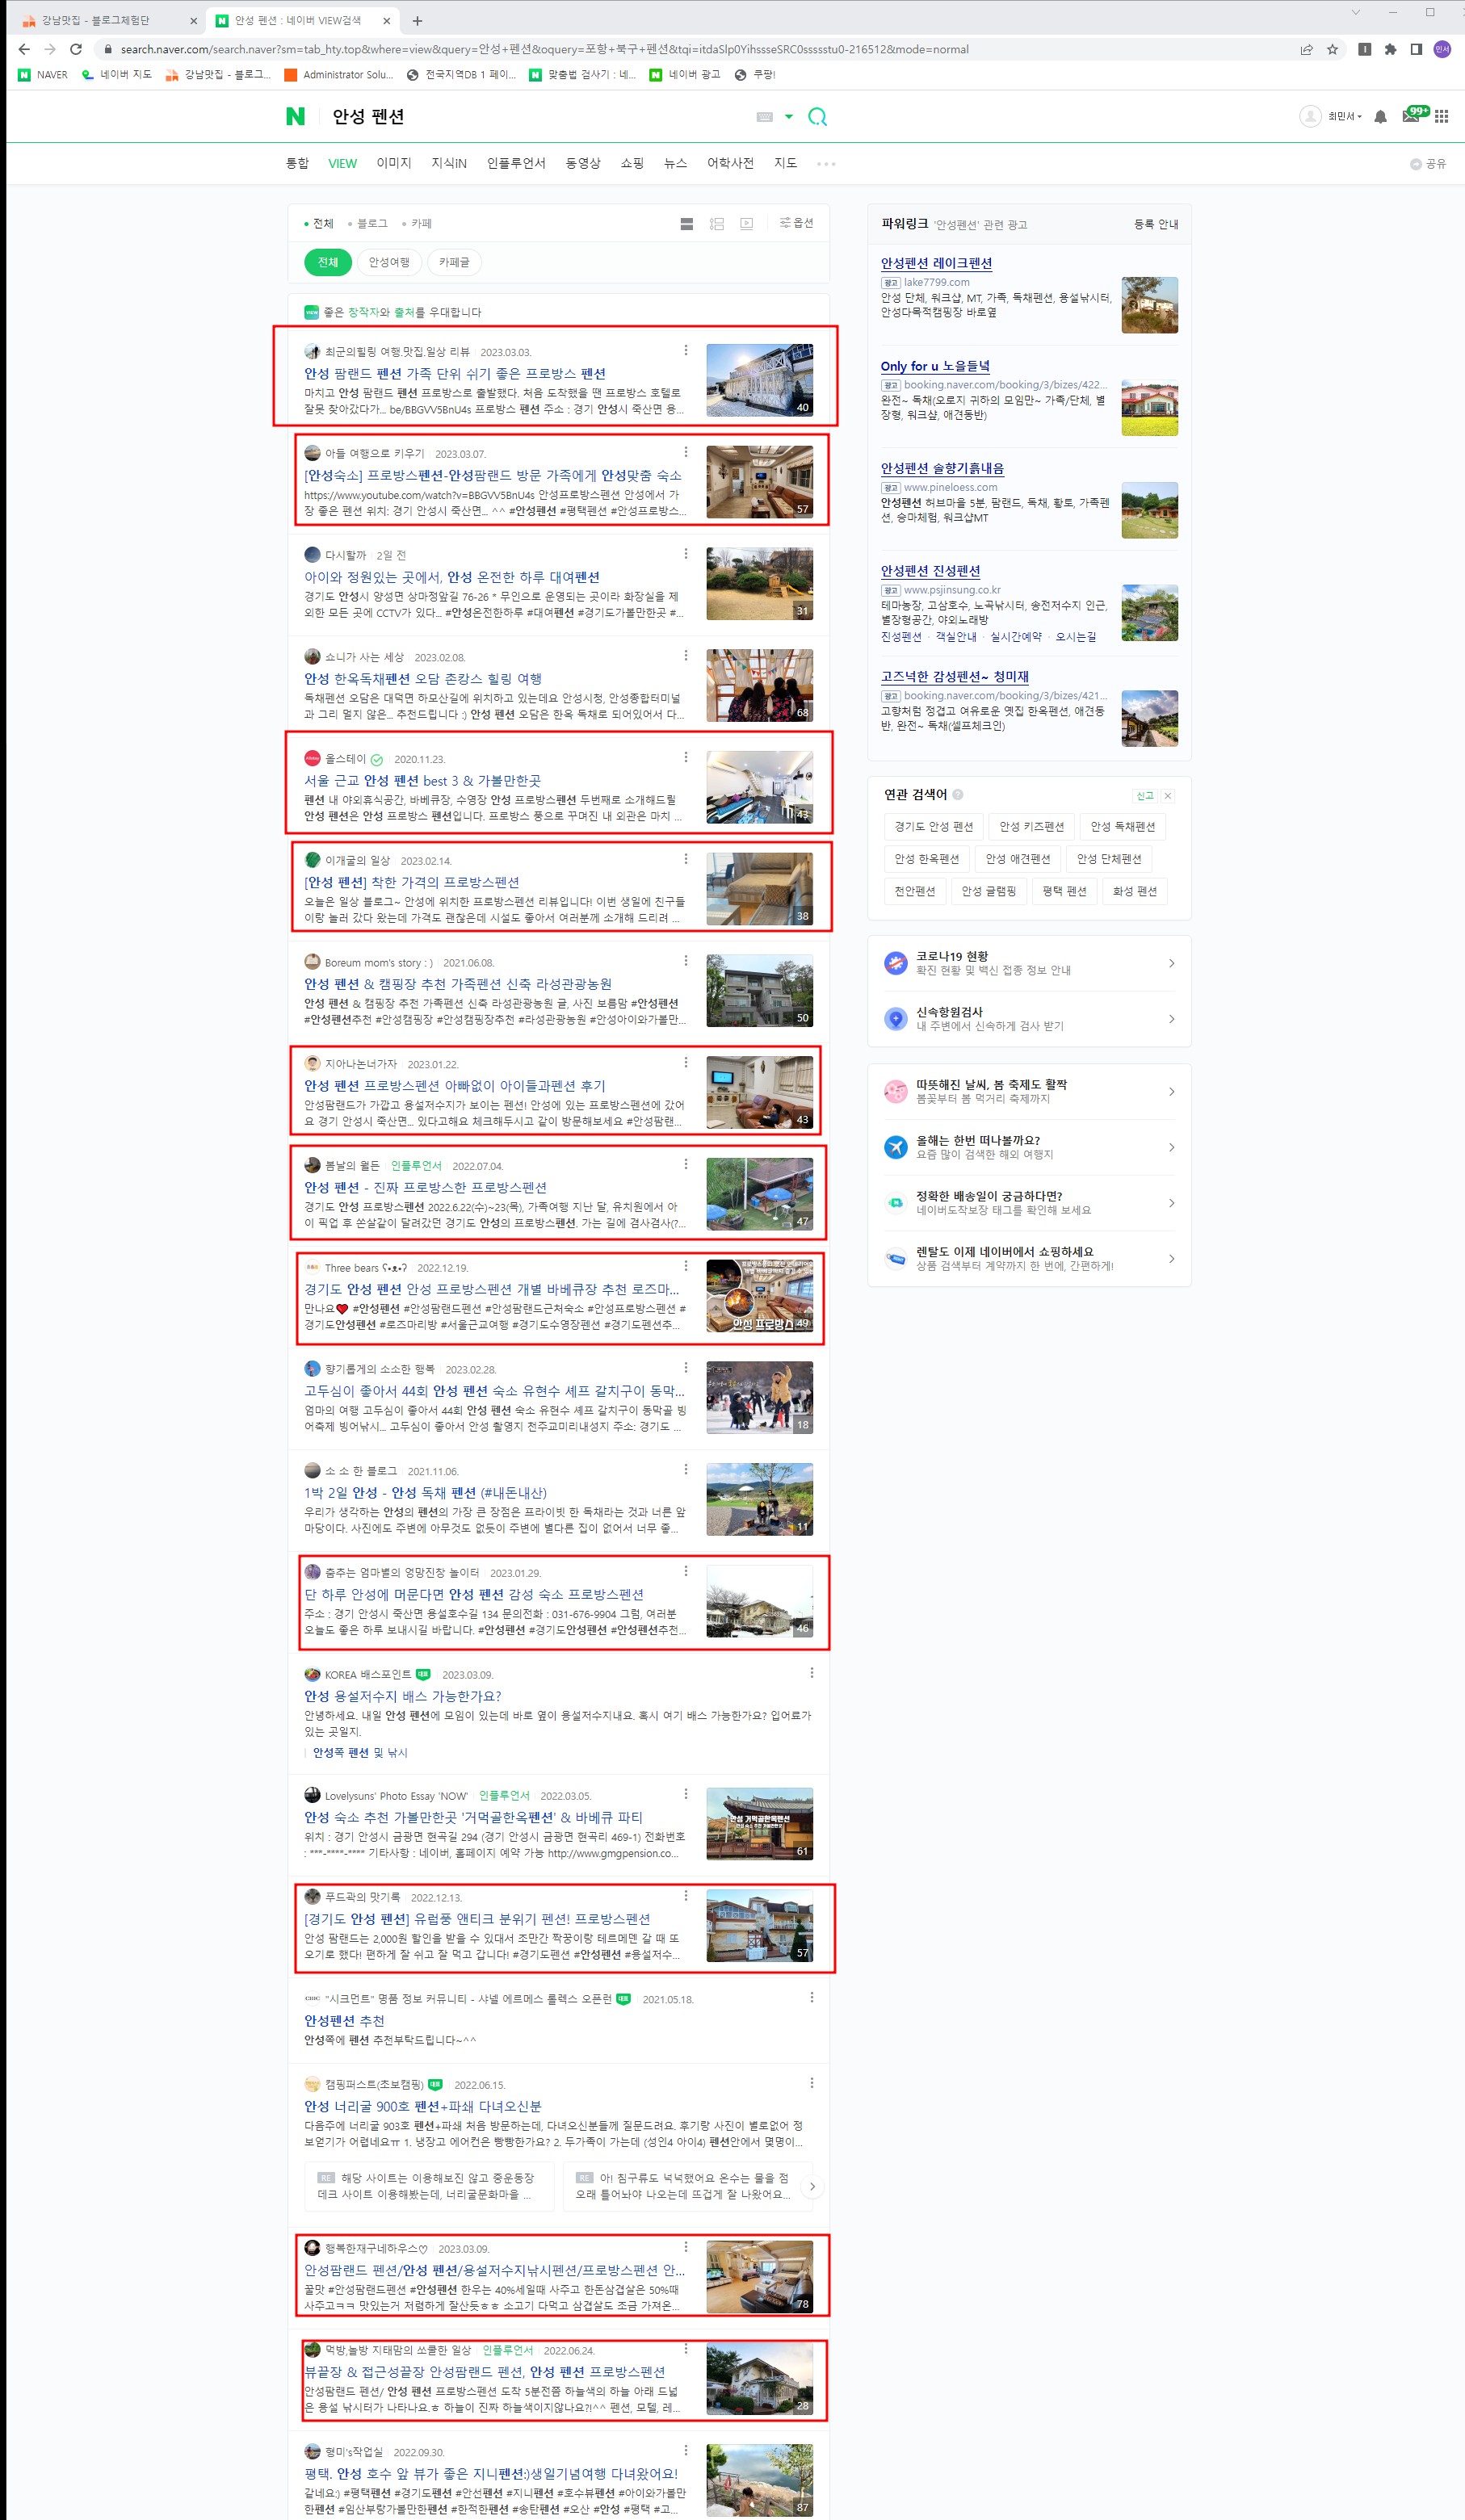 강남맛집 - 블로그체험단
안성 펜션 : 네이버 VIEW검색
search.naver.com/search.naver?sm=tab_hty.top&where=view&query=안성+펜션&oquery=포항+북구+펜션&tqi=itdaSlp0YihssseSRC0ssssstu0-216512&mode=normal
민서
NAVER
네이버 지도
강남맛집 - 블로그...
Administrator Solu...
전국지역DB 1 페이...
맞춤법 검사기 : 네...
네이버 광고
쿠팡!
안성 펜션
최민서
99+
통합 VIEW 이미지 지식iN 인플루언서 동영상 쇼핑 뉴스 어학사전 지도
공유
전체 블로그 카페
옵션
전체 안성여행 카페글
VIEW 좋은 창작자와 출처를 우대합니다
최군의힐링 여행.맛집.일상 리뷰 2023.03.03.
안성 팜랜드 펜션 가족 단위 쉬기 좋은 프로방스 펜션
마치고 안성 팜랜드 펜션 프로방스로 출발했다. 처음 도착했을 땐 프로방스 호텔로
잘못 찾아갔다가... be/BBGVV5BnU4s 프로방스 펜션 주소 : 경기 안성시 죽산면 용...
40
아들 여행으로 키우기 2023.03.07.
[안성숙소] 프로방스펜션-안성팜랜드 방문 가족에게 안성맞춤 숙소
https://www.youtube.com/watch?v=BBGVV5BnU4s 안성프로방스펜션 안성에서 가
장 좋은 펜션 위치: 경기 안성시 죽산면... ^^ #안성펜션 #평택펜션 #안성프로방스...
57
다시할까 2일 전
아이와 정원있는 곳에서, 안성 온전한 하루 대여펜션
경기도 안성시 양성면 상마정앞길 76-26 * 무인으로 운영되는 곳이라 화장실을 제
외한 모든 곳에 CCTV가 있다... #안성온전한하루 #대여펜션 #경기도가볼만한곳 #...
31
쇼니가 사는 세상 2023.02.08.
안성 한옥독채펜션 오담 존캉스 힐링 여행
독채펜션 오담은 대덕면 하모산길에 위치하고 있는데요 안성시청, 안성종합터미널
과 그리 멀지 않은... 추천드립니다 :) 안성 펜션 오담은 한옥 독채로 되어있어서 다...
68
올스테이 2020.11.23.
서울 근교 안성 펜션 best 3 & 가볼만한곳
펜션 내 야외휴식공간, 바베큐장, 수영장 안성 프로방스펜션 두번째로 소개해드릴
안성 펜션은 안성 프로방스 펜션입니다. 프로방스 풍으로 꾸며진 내 외관은 마치 ...
43
이개굴의 일상 2023.02.14.
[안성 펜션] 착한 가격의 프로방스펜션
오늘은 일상 블로그~ 안성에 위치한 프로방스펜션 리뷰입니다! 이번 생일에 친구들
이랑 놀러 갔다 왔는데 가격도 괜찮은데 시설도 좋아서 여러분께 소개해 드리려 ...
38
Boreum mom's story : ) 2021.06.08.
안성 펜션 & 캠핑장 추천 가족펜션 신축 라성관광농원
안성 펜션 & 캠핑장 추천 가족펜션 신축 라성관광농원 글, 사진 보름맘 #안성펜션
#안성펜션추천 #안성캠핑장 #안성캠핑장추천 #라성관광농원 #안성아이와가볼만...
50
지아나논너가자 2023.01.22.
안성 펜션 프로방스펜션 아빠없이 아이들과펜션 후기
안성팜랜드가 가깝고 용설저수지가 보이는 펜션! 안성에 있는 프로방스펜션에 갔어
요 경기 안성시 죽산면... 있다고해요 체크해두시고 같이 방문해보세요 #안성팜랜...
43
봄날의 월든 인플루언서 2022.07.04.
안성 펜션 - 진짜 프로방스한 프로방스펜션
경기도 안성 프로방스펜션 2022.6.22(수)~23(목), 가족여행 지난 달, 유치원에서 아
이 픽업 후 쏜살같이 달려갔던 경기도 안성의 프로방스펜션. 가는 길에 겸사겸사(?...
47
Three bears ʕ•ᴥ•ʔ 2022.12.19.
경기도 안성 펜션 안성 프로방스펜션 개별 바베큐장 추천 로즈마...
만나요❤ #안성펜션 #안성팜랜드펜션 #안성팜랜드근처숙소 #안성프로방스펜션 #
경기도안성펜션 #로즈마리방 #서울근교여행 #경기도수영장펜션 #경기도펜션추...
안성 프로방스 49
향기롭게의 소소한 행복 2023.02.28.
고두심이 좋아서 44회 안성 펜션 숙소 유현수 셰프 갈치구이 동막...
엄마의 여행 고두심이 좋아서 44회 안성 펜션 숙소 유현수 셰프 갈치구이 동막골 빙
어축제 빙어낚시... 고두심이 좋아서 안성 촬영지 천주교미리내성지 주소: 경기도 ...
18
소 소 한 블로그 2021.11.06.
1박 2일 안성 - 안성 독채 펜션 (#내돈내산)
우리가 생각하는 안성의 펜션의 가장 큰 장점은 프라이빗 한 독채라는 것과 너른 앞
마당이다. 사진에도 주변에 아무것도 없듯이 주변에 별다른 집이 없어서 너무 좋...
11
춤추는 엄마별의 엉망진창 놀이터 2023.01.29.
단 하루 안성에 머문다면 안성 펜션 감성 숙소 프로방스펜션
주소 : 경기 안성시 죽산면 용설호수길 134 문의전화 : 031-676-9904 그럼, 여러분
오늘도 좋은 하루 보내시길 바랍니다. #안성펜션 #경기도안성펜션 #안성펜션추천...
46
KOREA 배스포인트 대표 2023.03.09.
안성 용설저수지 배스 가능한가요?
안녕하세요. 내일 안성 펜션에 모임이 있는데 바로 옆이 용설저수지내요. 혹시 여기 배스 가능한가요? 입어료가
있는 곳일지.
안성쪽 펜션 및 낚시
Lovelysuns' Photo Essay 'NOW' 인플루언서 2022.03.05.
안성 숙소 추천 가볼만한곳 '거먹골한옥펜션' & 바베큐 파티
위치 : 경기 안성시 금광면 현곡길 294 (경기 안성시 금광면 현곡리 469-1) 전화번호
: ***-****-**** 기타사항 : 네이버, 홈페이지 예약 가능 http://www.gmgpension.co...
안성 거먹골한옥펜션
61
푸드곽의 맛기록 2022.12.13.
[경기도 안성 펜션] 유럽풍 앤티크 분위기 펜션! 프로방스펜션
안성 팜랜드는 2,000원 할인을 받을 수 있대서 조만간 짝꿍이랑 테르메덴 갈 때 또
오기로 했다! 편하게 잘 쉬고 잘 먹고 갑니다! #경기도펜션 #안성펜션 #용설저수...
57
"시크먼트" 명품 정보 커뮤니티 - 샤넬 에르메스 롤렉스 오픈런 대표 2021.05.18.
안성펜션 추천
안성쪽에 펜션 추천부탁드립니다~^^
캠핑퍼스트(초보캠핑) 대표 2022.06.15.
안성 너리굴 900호 펜션+파쇄 다녀오신분
다음주에 너리굴 903호 펜션+파쇄 처음 방문하는데, 다녀오신분들께 질문드려요. 후기랑 사진이 별로없어 정
보얻기가 어렵네요ㅠ 1. 냉장고 에어컨은 빵빵한가요? 2. 두가족이 가는데 (성인4 아이4) 펜션안에서 몇명이...
RE 해당 사이트는 이용해보진 않고 중운동장
데크 사이트 이용해봤는데, 너리굴문화마을 ...
RE 아! 침구류도 넉넉했어요 온수는 물을 점
오래 틀어놔야 나오는데 뜨겁게 잘 나왔어요...
행복한재구네하우스♡ 2023.03.09.
안성팜랜드 펜션/안성 펜션/용설저수지낚시펜션/프로방스펜션 안...
꿀맛 #안성팜랜드펜션 #안성펜션 한우는 40%세일때 사주고 한돈삼겹살은 50%때
사주고ㅋㅋ 맛있는거 저렴하게 잘산듯ㅎㅎ 소고기 다먹고 삼겹살도 조금 가져온...
78
먹방,놀방 지태맘의 쏘쿨한 일상 인플루언서 2022.06.24.
뷰끝장 & 접근성끝장 안성팜랜드 펜션, 안성 펜션 프로방스펜션
안성팜랜드 펜션/ 안성 펜션 프로방스펜션 도착 5분전쯤 하늘색의 하늘 아래 드넓
은 용설 낚시터가 나타나요.ㅎ 하늘이 진짜 하늘색이지않나요?!^^ 펜션, 모텔, 레...
28
형미's작업실 2022.09.30.
평택. 안성 호수 앞 뷰가 좋은 지니펜션:)생일기념여행 다녀왔어요!
같네요:) #평택펜션 #경기도펜션 #안선펜션 #지니펜션 #호수뷰펜션 #아이와가볼만
한펜션 #임산부랑가볼만한펜션 #한적한펜션 #송탄펜션 #오산 #안성 #평택 #고...
87
파워링크 '안성펜션' 관련 광고
등록 안내
안성펜션 레이크펜션
광고 lake7799.com
안성 단체, 워크샵, MT, 가족, 독채펜션, 용설낚시터,
안성다목적캠핑장 바로옆
Only for u 노을들녘
광고 booking.naver.com/booking/3/bizes/422...
완전~ 독채(오로지 귀하의 모임만~ 가족/단체, 별
장형, 워크샾, 애견동반)
안성펜션 솔향기흙내음
광고 www.pineloess.com
안성펜션 허브마을 5분, 팜랜드, 독채, 황토, 가족펜
션, 승마체험, 워크샵MT
안성펜션 진성펜션
광고 www.psjinsung.co.kr
테마농장, 고삼호수, 노곡낚시터, 송전저수지 인근,
별장형공간, 야외노래방
진성펜션 · 객실안내 · 실시간예약 · 오시는길
고즈넉한 감성펜션~ 청미재
광고 booking.naver.com/booking/3/bizes/421...
고향처럼 정겹고 여유로운 옛집 한옥펜션, 애견동
반, 완전~ 독채(셀프체크인)
연관 검색어
신고
경기도 안성 펜션 안성 키즈펜션 안성 독채펜션
안성 한옥펜션 안성 애견펜션 안성 단체펜션
천안펜션 안성 글램핑 평택 펜션 화성 펜션
코로나19 현황
확진 현황 및 백신 접종 정보 안내
신속항원검사
내 주변에서 신속하게 검사 받기
따뜻해진 날씨, 봄 축제도 활짝
봄꽃부터 봄 먹거리 축제까지
올해는 한번 떠나볼까요?
요즘 많이 검색한 해외 여행지
정확한 배송일이 궁금하다면?
네이버도착보장 태그를 확인해 보세요
렌탈도 이제 네이버에서 쇼핑하세요
상품 검색부터 계약까지 한 번에, 간편하게!